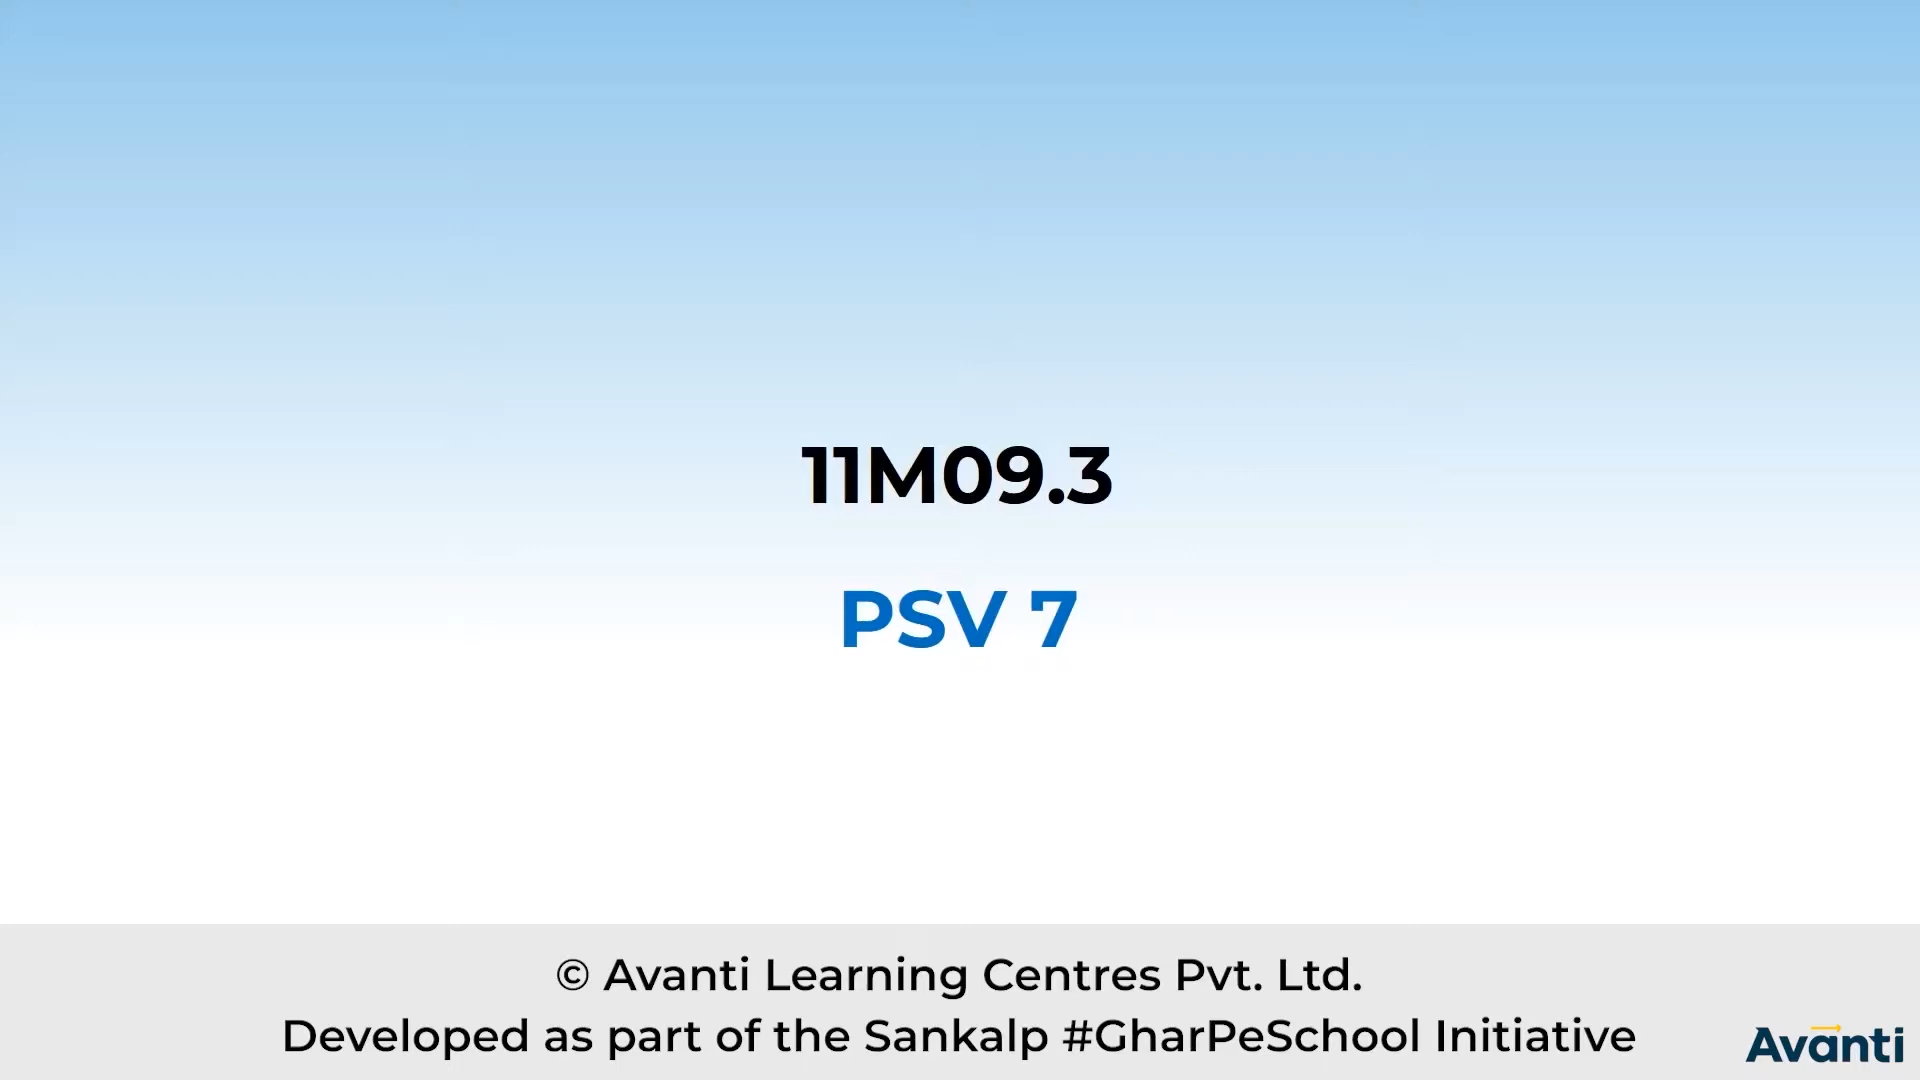 11M09.3
PSV 7
© Avanti Learning Centres Pvt. Ltd.
Developed as part of the Sankalp #GharPeSchool Initiative
Avanti